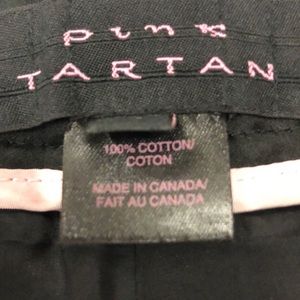 pink
TARTAN
100% COTTON/
COTON
MADE IN CANADA/
FAIT AU CANADA